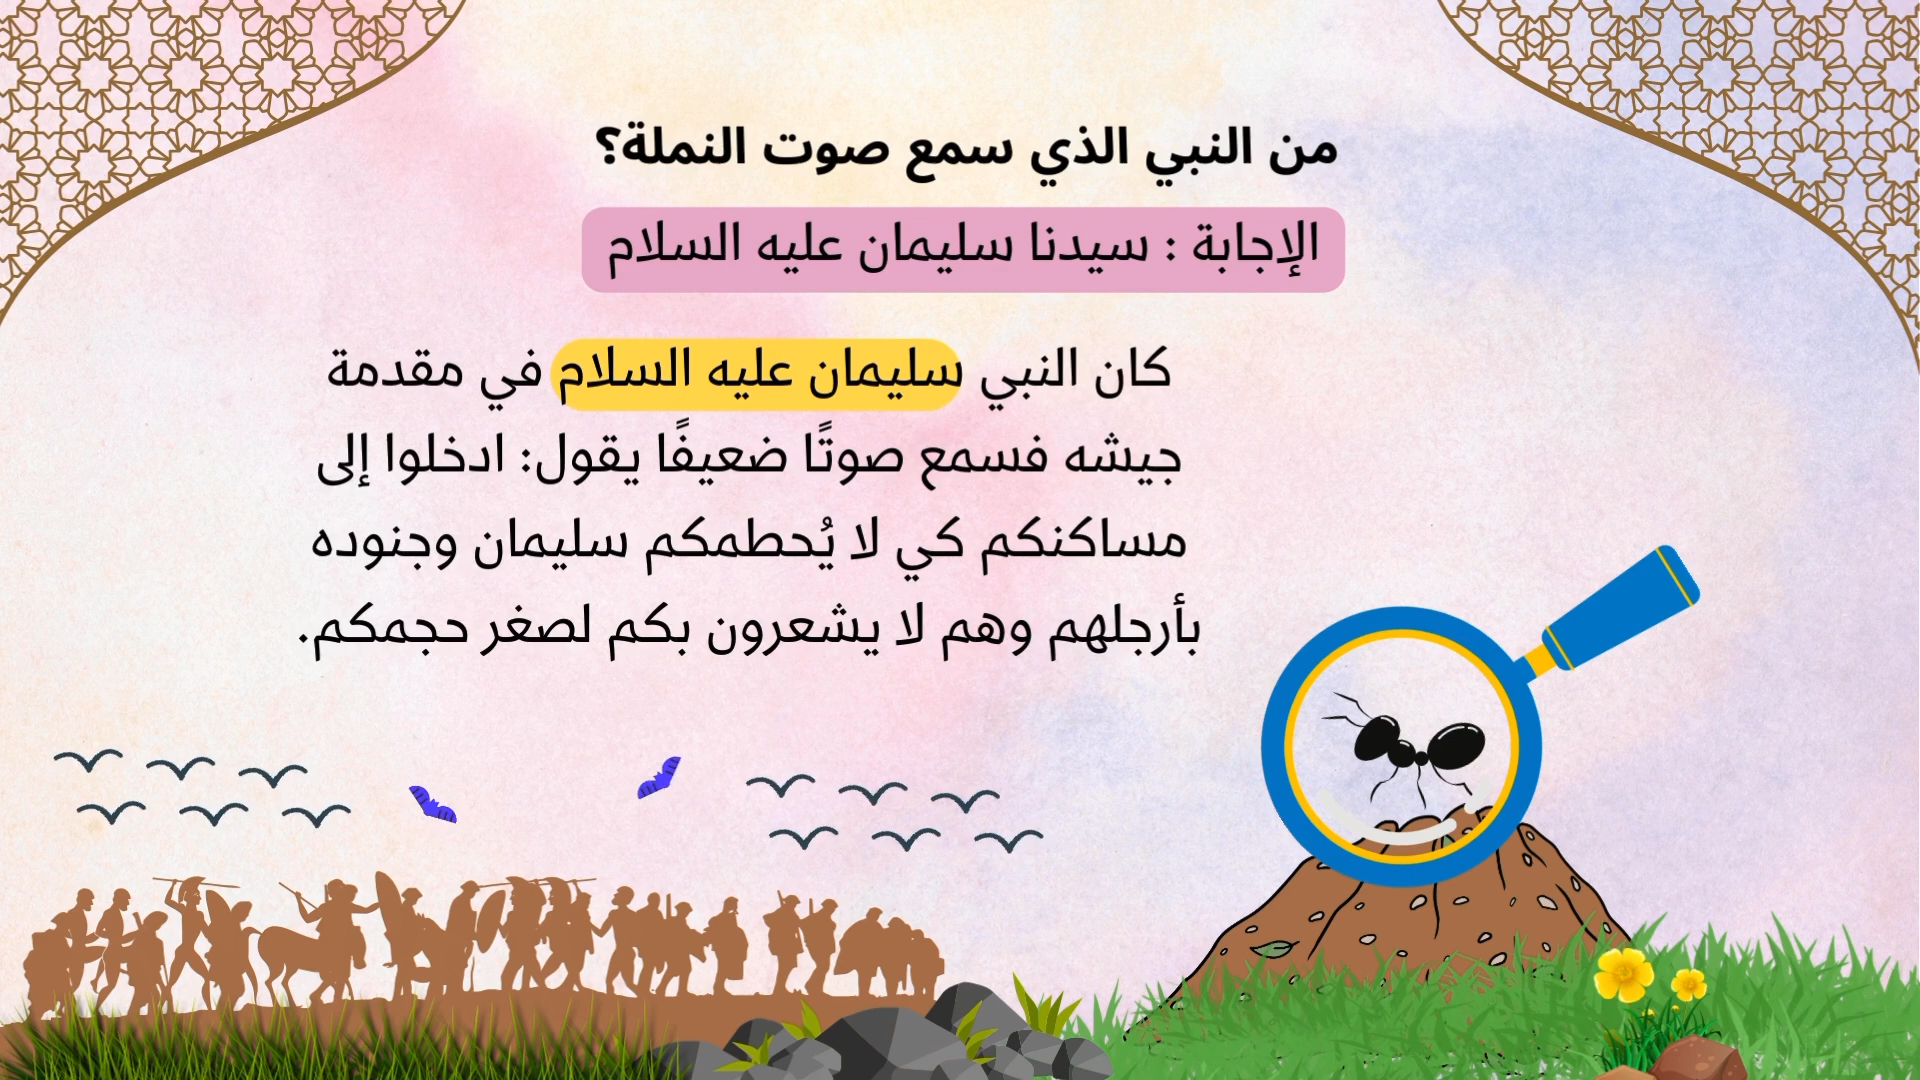 من النبي الذي سمع صوت النملة؟
الإجابة : سيدنا سليمان عليه السلام
كان النبي سليمان عليه السلام في مقدمة
جيشه فسمع صوتًا ضعيفًا يقول: ادخلوا إلى
مساكنكم كي لا يُحطمكم سليمان وجنوده
بأرجلهم وهم لا يشعرون بكم لصغر حجمكم.